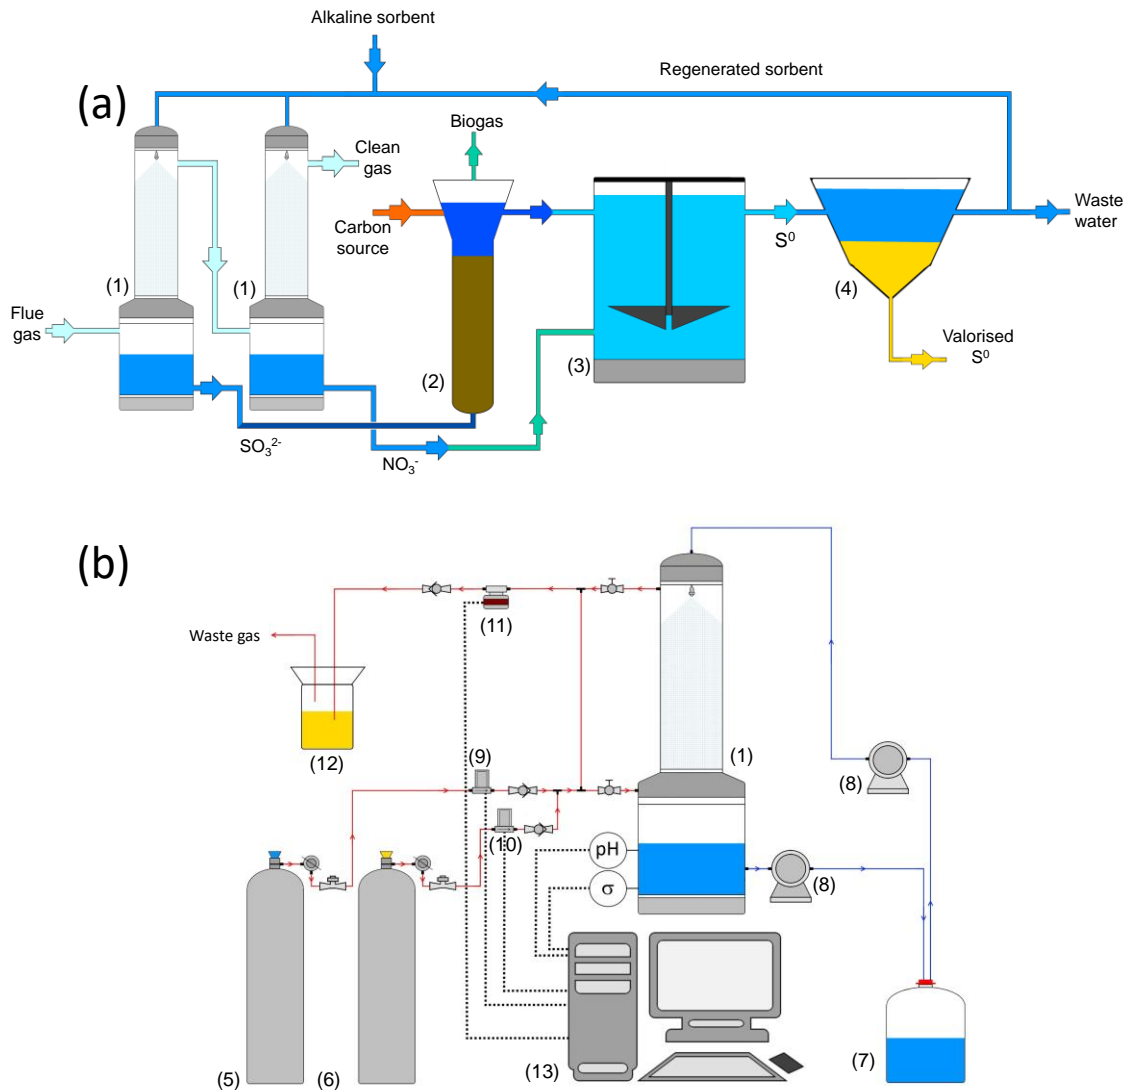 Alkaline sorbent
(a)
Regenerated sorbent
Biogas
Clean
gas
Carbon
source
S⁰
Waste
water
(1)
(1)
(2)
(3)
(4)
Flue
gas
Valorised
S⁰
SO₃²⁻
NO₃⁻
(b)
Waste gas
(11)
(12)
(9)
(1)
(8)
(10)
pH
σ
(8)
(5)
(6)
(13)
(7)